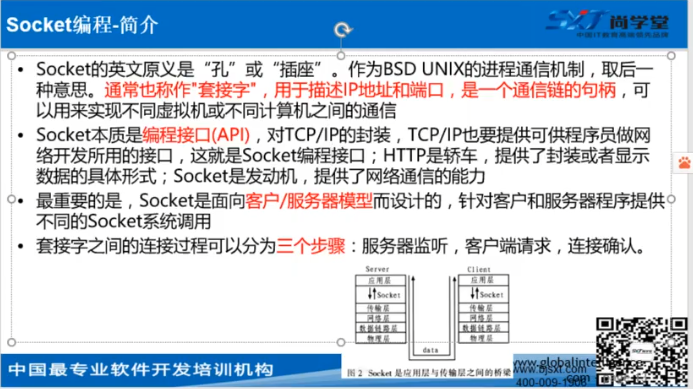 Socket编程-简介
SXT 尚学堂
中国IT教育高端领先品牌
• Socket的英文原义是“孔”或“插座”。作为BSD UNIX的进程通信机制，取后一
种意思。通常也称作"套接字"，用于描述IP地址和端口，是一个通信链的句柄，可
以用来实现不同虚拟机或不同计算机之间的通信
• Socket本质是编程接口(API)，对TCP/IP的封装，TCP/IP也要提供可供程序员做网
络开发所用的接口，这就是Socket编程接口；HTTP是轿车，提供了封装或者显示
数据的具体形式；Socket是发动机，提供了网络通信的能力
• 最重要的是，Socket是面向客户/服务器模型而设计的，针对客户和服务器程序提供
不同的Socket系统调用
• 套接字之间的连接过程可以分为三个步骤：服务器监听，客户端请求，连接确认。
Server
应用层
Socket
传输层
网络层
数据链路层
物理层
Client
应用层
Socket
传输层
网络层
数据链路层
物理层
data
图 2 Socket 是应用层与传输层之间的桥梁
中国最专业软件开发培训机构
www.bjsxt.com
400-009-1906